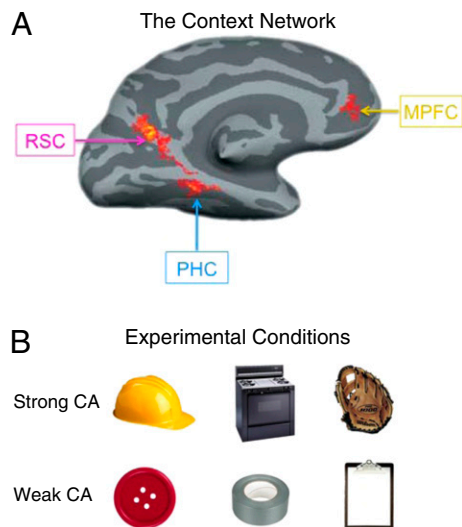 A
The Context Network
RSC
MPFC
PHC
B
Experimental Conditions
Strong CA
Weak CA